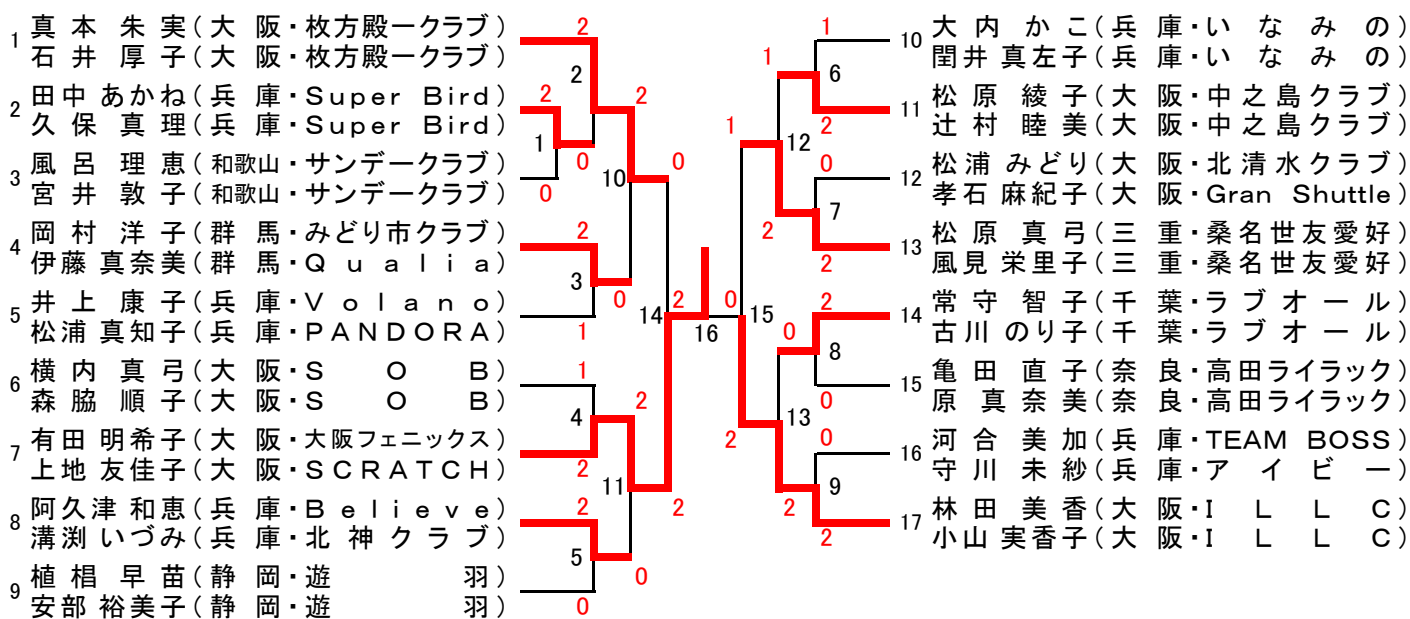 1 真本 朱実(大 阪・枚方殿一クラブ)
石井 厚子(大 阪・枚方殿一クラブ)
2 田中 あかね(兵 庫・Super Bird)
久保 真理(兵 庫・Super Bird)
3 風呂 理恵(和歌山・サンデークラブ)
宮井 敦子(和歌山・サンデークラブ)
4 岡村 洋子(群 馬・みどり市クラブ)
伊藤 真奈美(群 馬・Qualia)
5 井上 康子(兵 庫・Volano)
松浦 真知子(兵 庫・PANDORA)
6 横内 真弓(大 阪・SOB)
森脇 順子(大 阪・SOB)
7 有田 明希子(大 阪・大阪フェニックス)
上地 友佳子(大 阪・SCRATCH)
8 阿久津 和恵(兵 庫・Believe)
溝渕 いづみ(兵 庫・北神クラブ)
9 植椙 早苗(静 岡・遊羽)
安部 裕美子(静 岡・遊羽)
2
2
2
2
1
0
0
10
0
2
3
0
1
14
2
0
16
15
1
4
2
2
11
2
2
5
0
0
1
1
6
2
1
12
0
7
2
2
2
0
8
0
13
0
2
9
2
2
10 大内 かこ(兵 庫・いなみの)
閏井 真左子(兵 庫・いなみの)
11 松原 綾子(大 阪・中之島クラブ)
辻村 睦美(大 阪・中之島クラブ)
12 松浦 みどり(大 阪・北清水クラブ)
孝石 麻紀子(大 阪・Gran Shuttle)
13 松原 真弓(三 重・桑名世友愛好)
風見 栄里子(三 重・桑名世友愛好)
14 常守 智子(千 葉・ラブオール)
古川 のり子(千 葉・ラブオール)
15 亀田 直子(奈 良・高田ライラック)
原 真奈美(奈 良・高田ライラック)
16 河合 美加(兵 庫・TEAM BOSS)
守川 未紗(兵 庫・アイビー)
17 林田 美香(大 阪・ILLC)
小山 実香子(大 阪・ILLC)